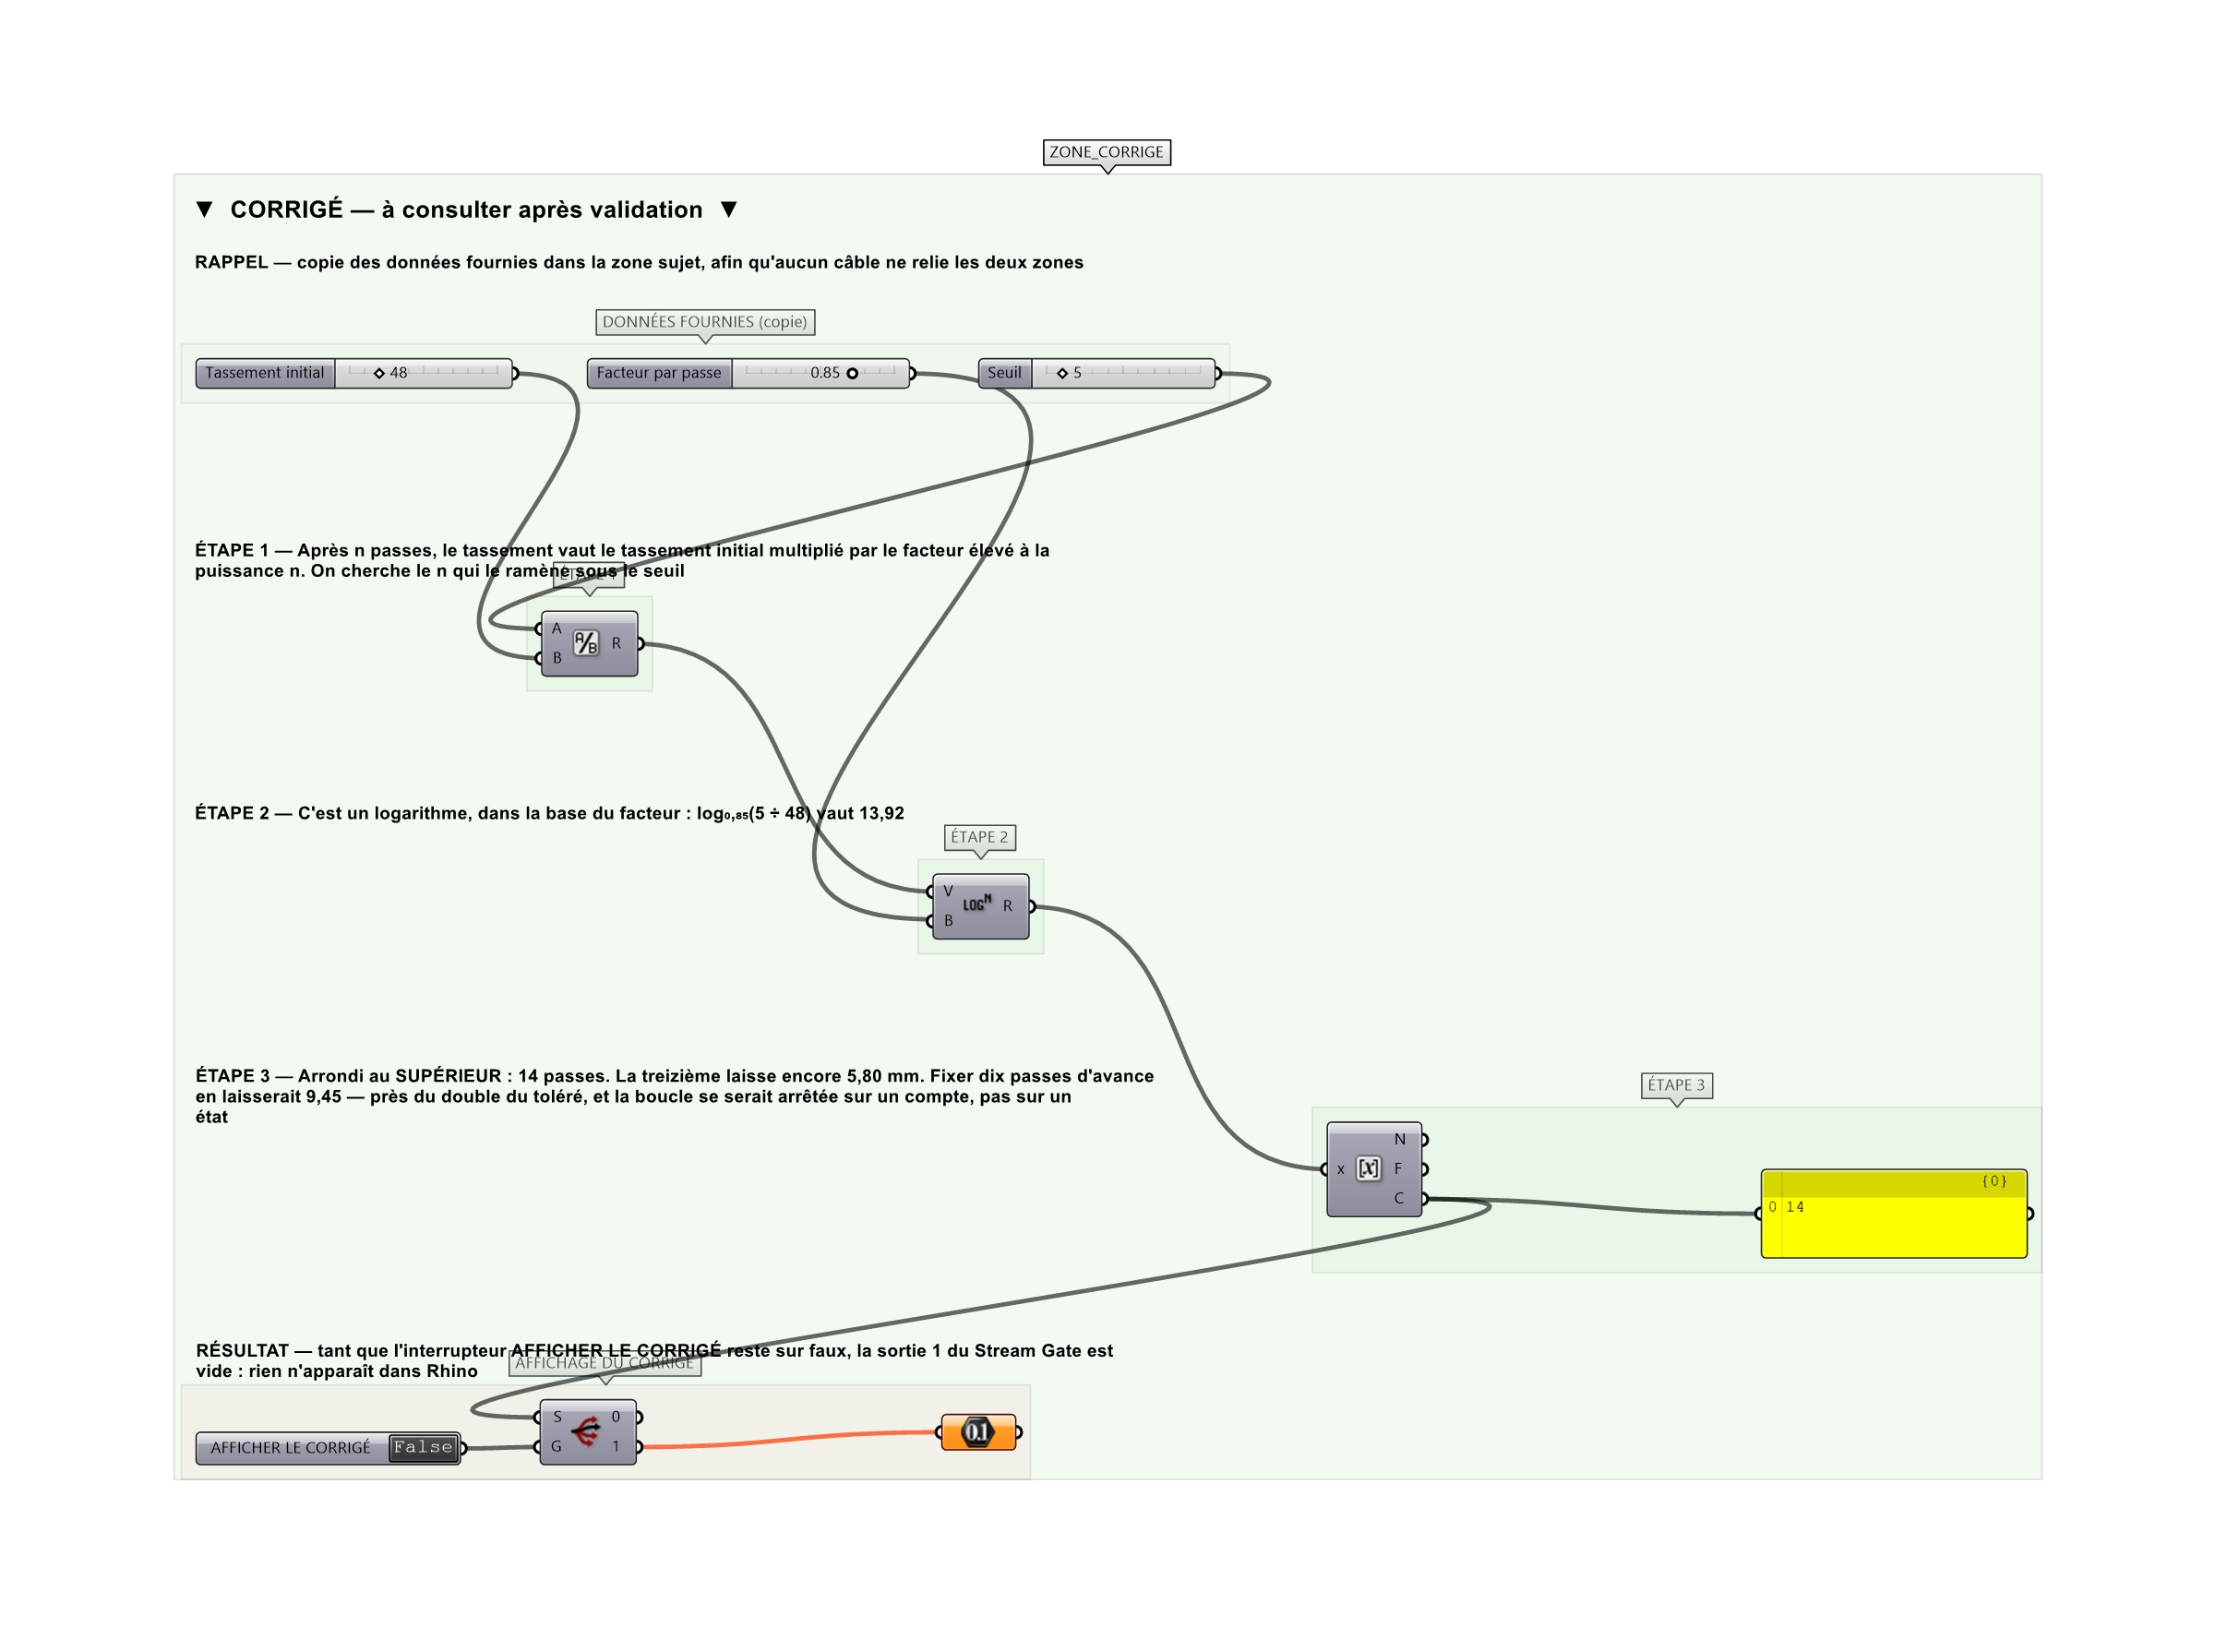 ZONE_CORRIGE
▼ CORRIGÉ — à consulter après validation ▼
RAPPEL — copie des données fournies dans la zone sujet, afin qu'aucun câble ne relie les deux zones
DONNÉES FOURNIES (copie)
Tassement initial 48
Facteur par passe 0.85
Seuil 5
ÉTAPE 1 — Après n passes, le tassement vaut le tassement initial multiplié par le facteur élevé à la
puissance n. On cherche le n qui le ramène sous le seuil
ÉTAPE 1
A A/B R
B
ÉTAPE 2 — C'est un logarithme, dans la base du facteur : log₀,₈₅(5 ÷ 48) vaut 13,92
ÉTAPE 2
V LOGᴺ R
B
ÉTAPE 3 — Arrondi au SUPÉRIEUR : 14 passes. La treizième laisse encore 5,80 mm. Fixer dix passes d'avance
en laisserait 9,45 — près du double du toléré, et la boucle se serait arrêtée sur un compte, pas sur un
état
ÉTAPE 3
N
x [x] F
C
{0}
0 14
RÉSULTAT — tant que l'interrupteur AFFICHER LE CORRIGÉ reste sur faux, la sortie 1 du Stream Gate est
vide : rien n'apparaît dans Rhino
AFFICHAGE DU CORRIGÉ
AFFICHER LE CORRIGÉ False
S 0
G 1
0.1